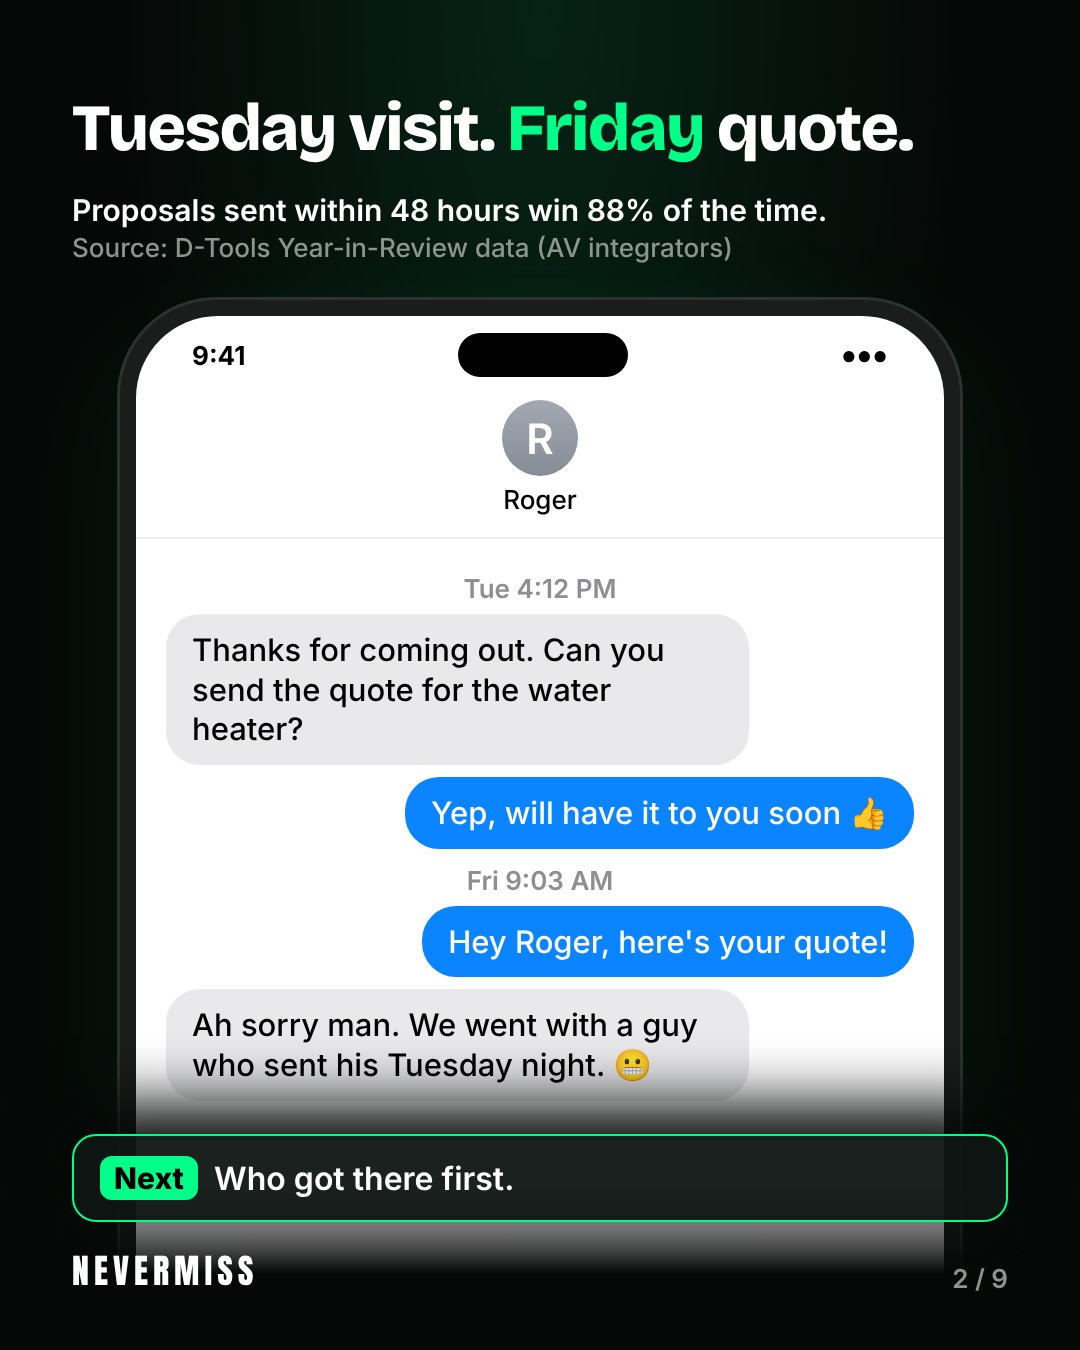 Tuesday visit. Friday quote.
Proposals sent within 48 hours win 88% of the time.
Source: D-Tools Year-in-Review data (AV integrators)
9:41
R
Roger
Tue 4:12 PM
Thanks for coming out. Can you
send the quote for the water
heater?
Yep, will have it to you soon 👍
Fri 9:03 AM
Hey Roger, here's your quote!
Ah sorry man. We went with a guy
who sent his Tuesday night. 😬
Next Who got there first.
NEVERMISS
2 / 9